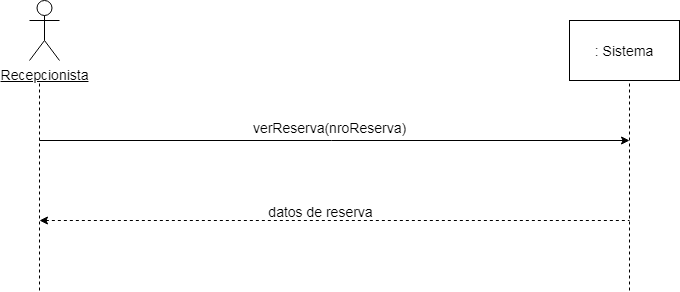 Recepcionista
: Sistema
verReserva(nroReserva)
datos de reserva